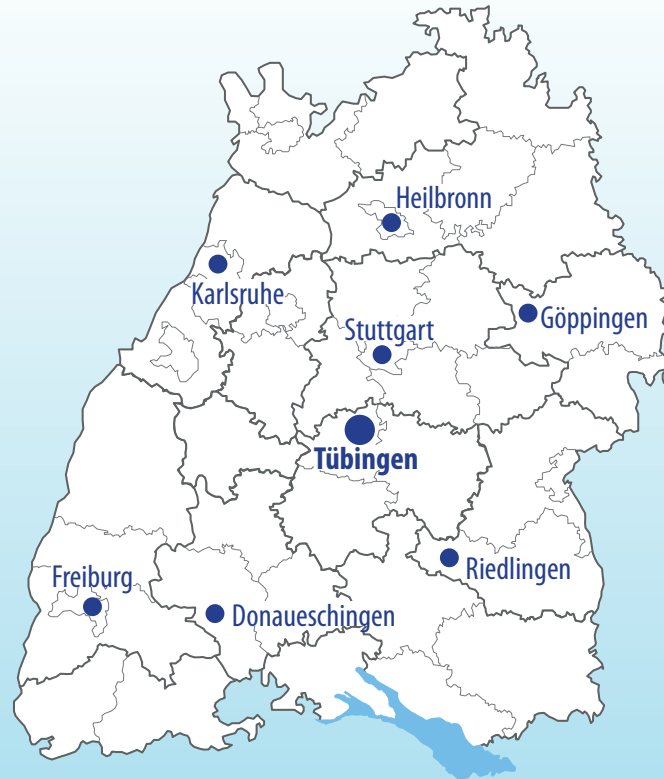 Heilbronn
Karlsruhe
Göppingen
Stuttgart
Tübingen
Riedlingen
Freiburg
Donaueschingen